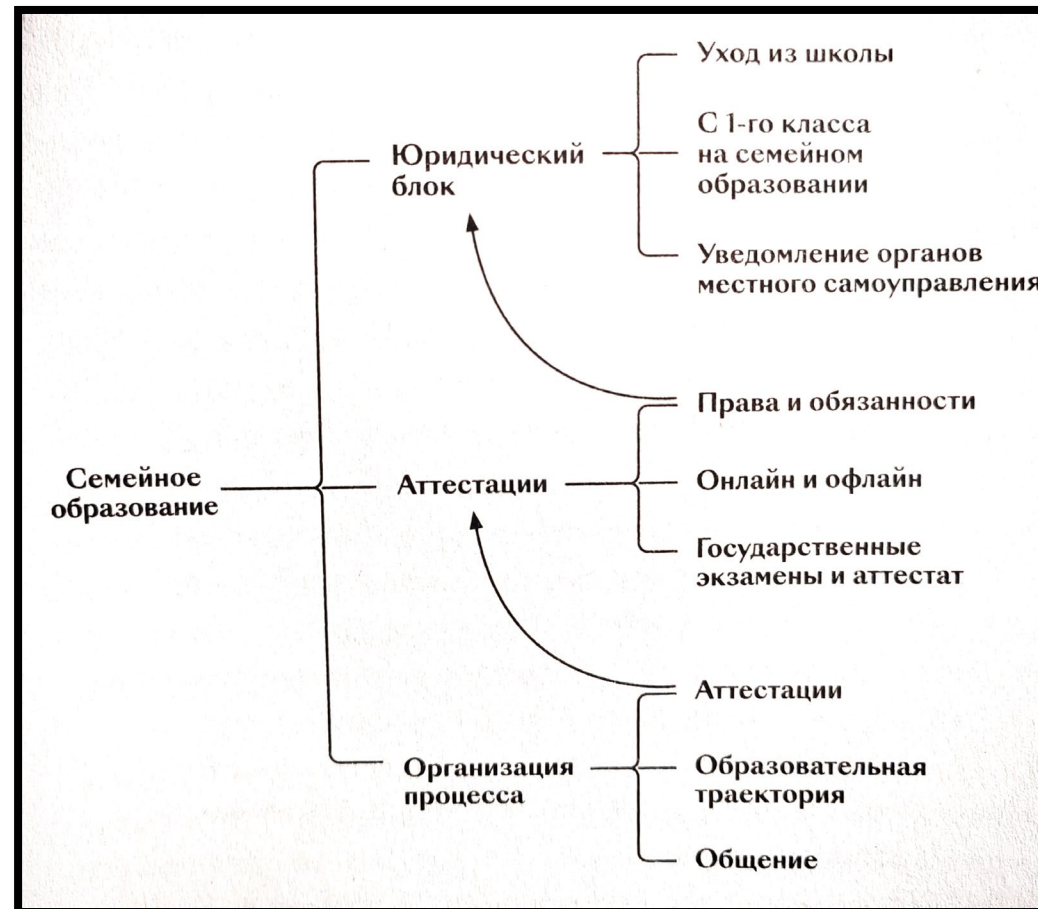 Уход из школы
С 1-го класса
на семейном
образовании
Юридический
блок
Уведомление органов
местного самоуправления
Права и обязанности
Семейное
образование
Аттестации
Онлайн и офлайн
Государственные
экзамены и аттестат
Аттестации
Организация
процесса
Образовательная
траектория
Общение